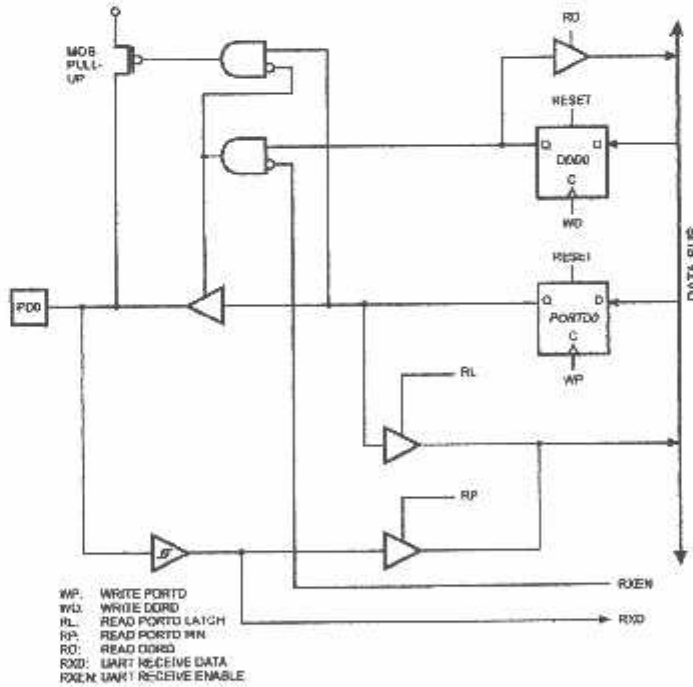 RD
MOS
PULL-
UP
RESET
Q
D
DDD0
C
WD
DATA BUS
RESET
PD0
Q
D
PORTD0
C
WP
RL
RP
RXEN
RXD
WP: WRITE PORTD
WD: WRITE DDRD
RL: READ PORTD LATCH
RP: READ PORTD PIN
RD: READ DDRD
RXD: UART RECEIVE DATA
RXEN: UART RECEIVE ENABLE